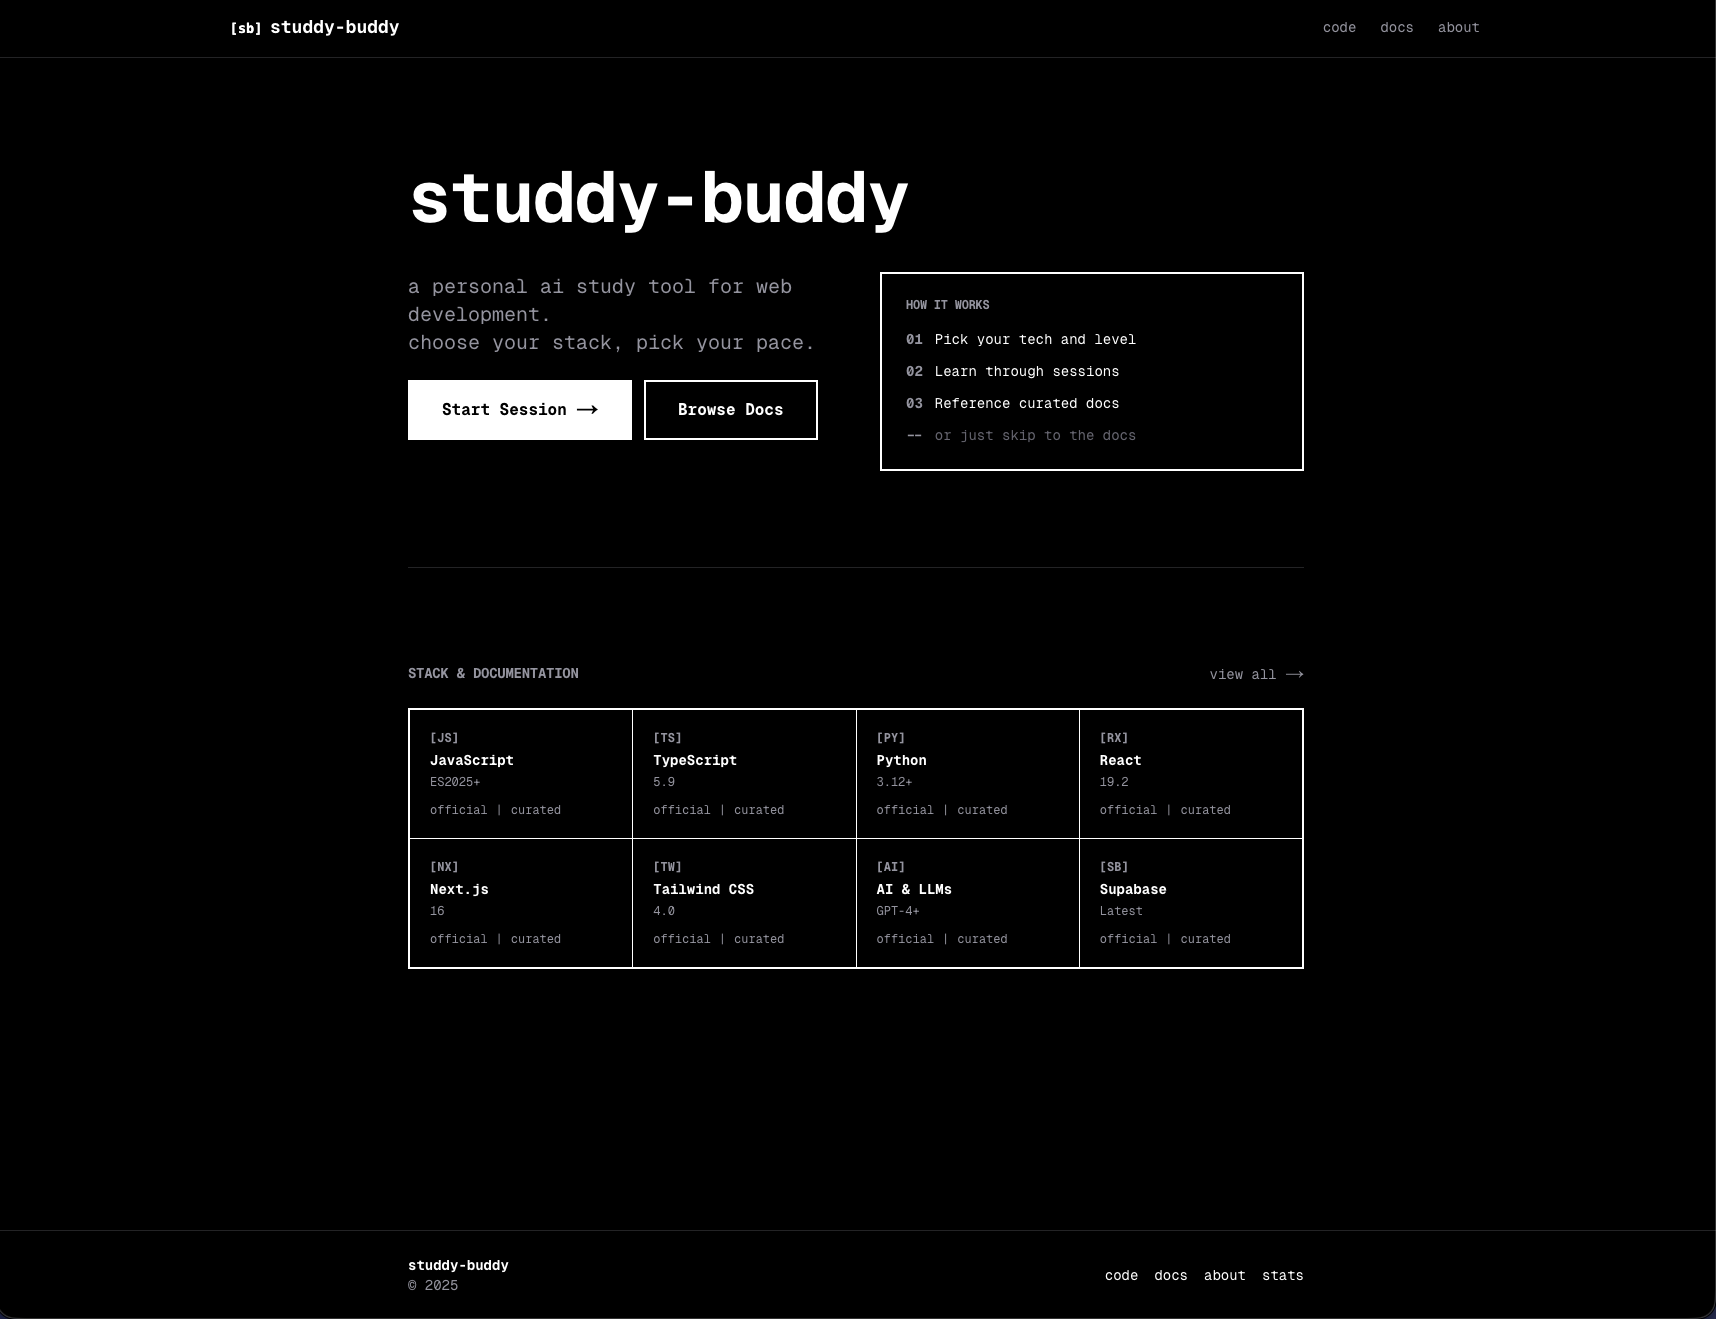 [sb] studdy-buddy
code docs about
studdy-buddy
a personal ai study tool for web
development.
choose your stack, pick your pace.
Start Session →
Browse Docs
HOW IT WORKS
01 Pick your tech and level
02 Learn through sessions
03 Reference curated docs
-- or just skip to the docs
STACK & DOCUMENTATION
view all →
[JS]
JavaScript
ES2025+
official | curated
[TS]
TypeScript
5.9
official | curated
[PY]
Python
3.12+
official | curated
[RX]
React
19.2
official | curated
[NX]
Next.js
16
official | curated
[TW]
Tailwind CSS
4.0
official | curated
[AI]
AI & LLMs
GPT-4+
official | curated
[SB]
Supabase
Latest
official | curated
studdy-buddy
© 2025
code docs about stats